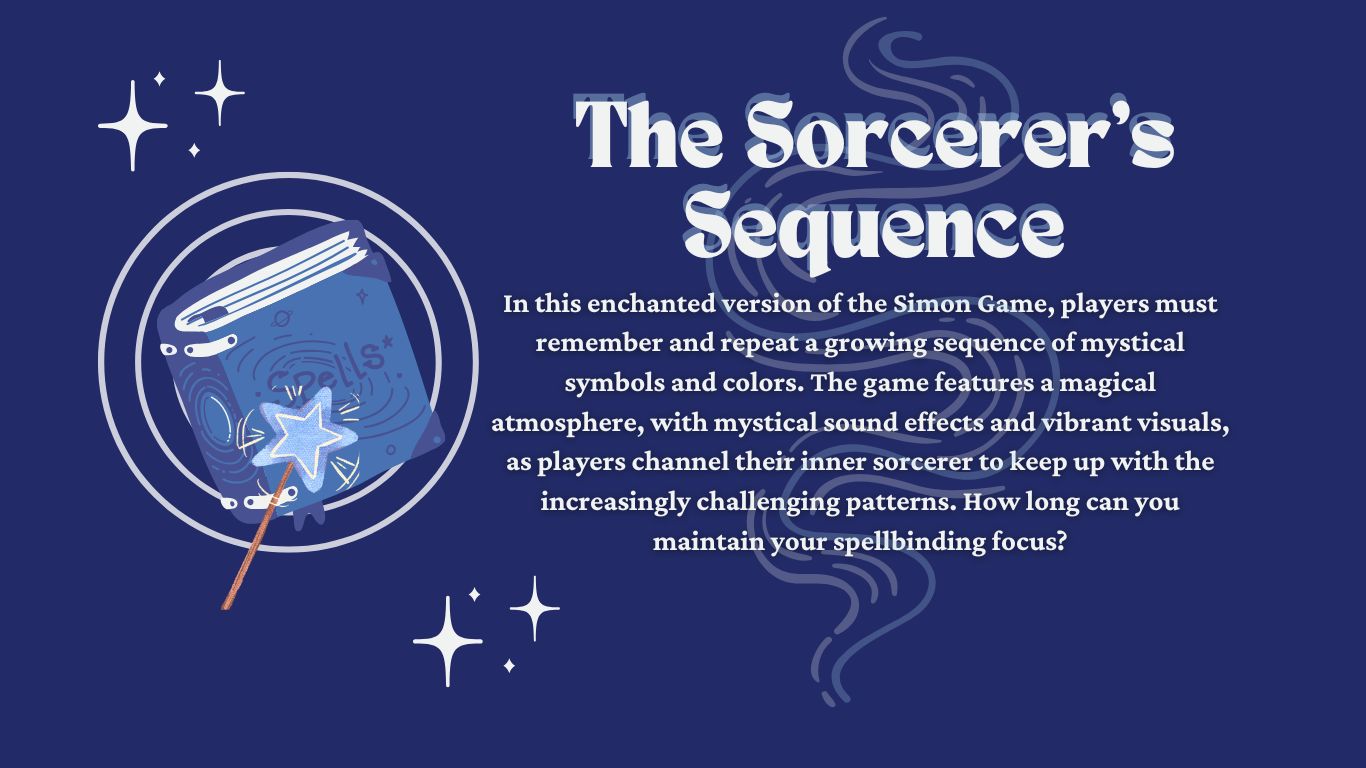 The Sorcerer's
Sequence
In this enchanted version of the Simon Game, players must
remember and repeat a growing sequence of mystical
symbols and colors. The game features a magical
atmosphere, with mystical sound effects and vibrant visuals,
as players channel their inner sorcerer to keep up with the
increasingly challenging patterns. How long can you
maintain your spellbinding focus?
Spells*